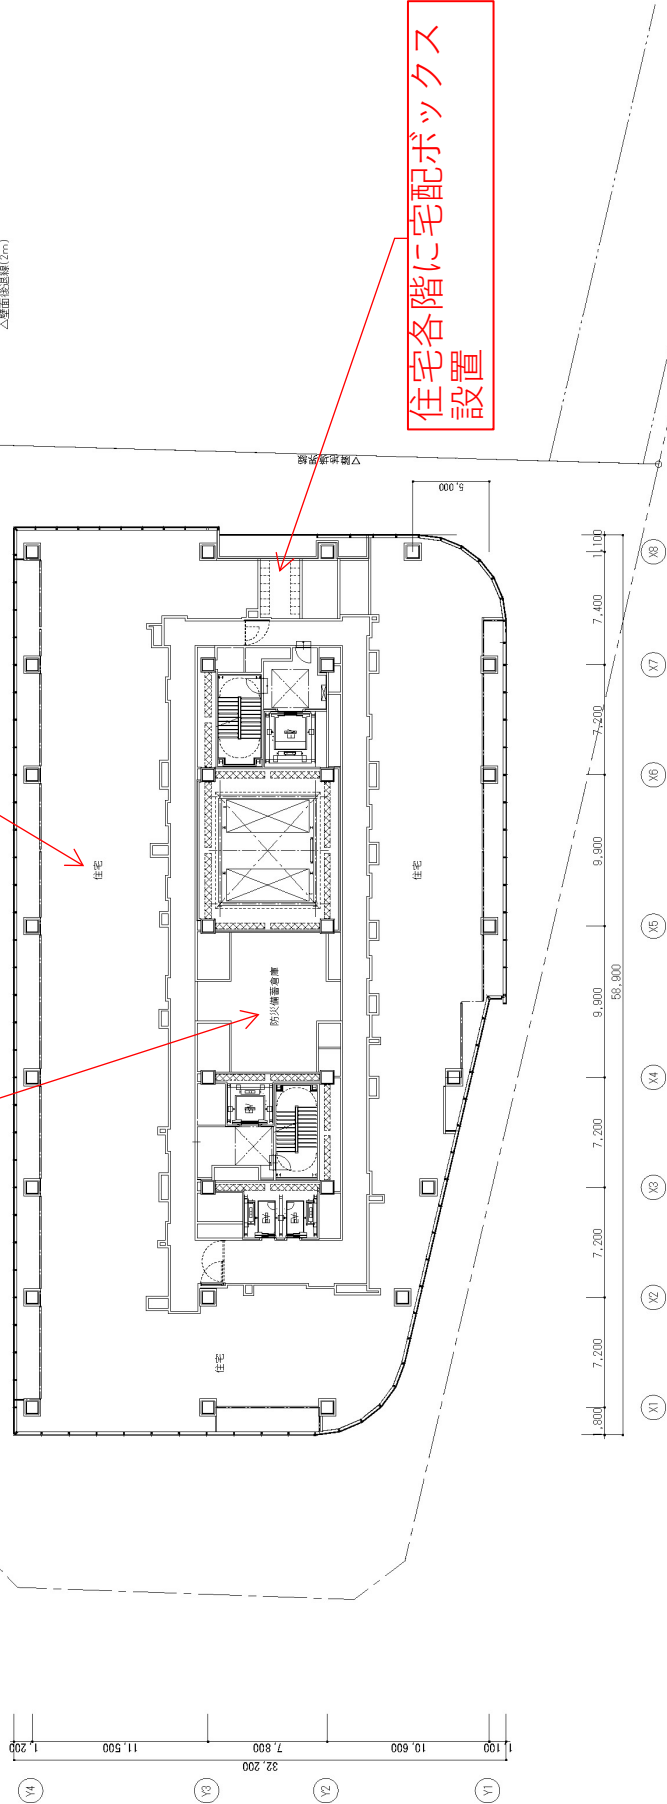 △壁面後退線(2m)
住宅各階に宅配ボックス
設置
▽隣地境界線
5,000
住宅
住宅
防災備蓄倉庫
EV
EV
EV
EV
住宅
1,100
7,400
7,200
9,900
9,900
7,200
7,200
7,200
1,800
58,900
X8
X7
X6
X5
X4
X3
X2
X1
1,200
11,500
7,800
10,600
1,100
32,200
Y4
Y3
Y2
Y1